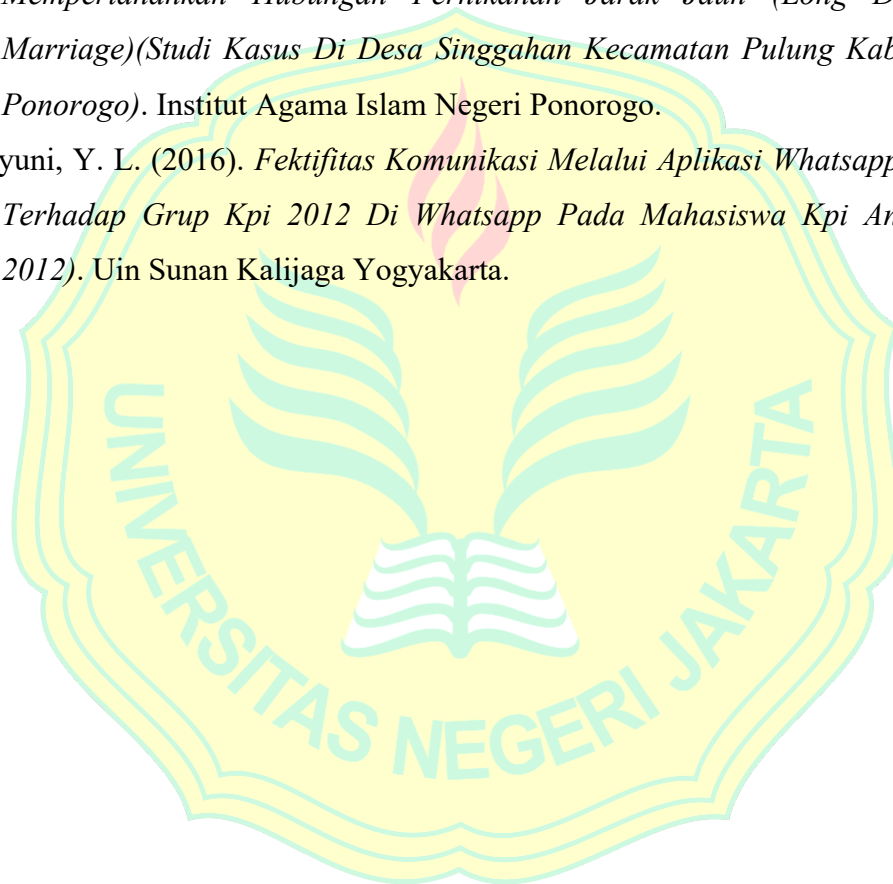 Mempertahankan Hubungan Pernikahan Jarak Jauh (Long D
Marriage)(Studi Kasus Di Desa Singgahan Kecamatan Pulung Kab
Ponorogo). Institut Agama Islam Negeri Ponorogo.
yuni, Y. L. (2016). Fektifitas Komunikasi Melalui Aplikasi Whatsapp
Terhadap Grup Kpi 2012 Di Whatsapp Pada Mahasiswa Kpi An
2012). Uin Sunan Kalijaga Yogyakarta.
UNIVERSITAS NEGERI JAKARTA